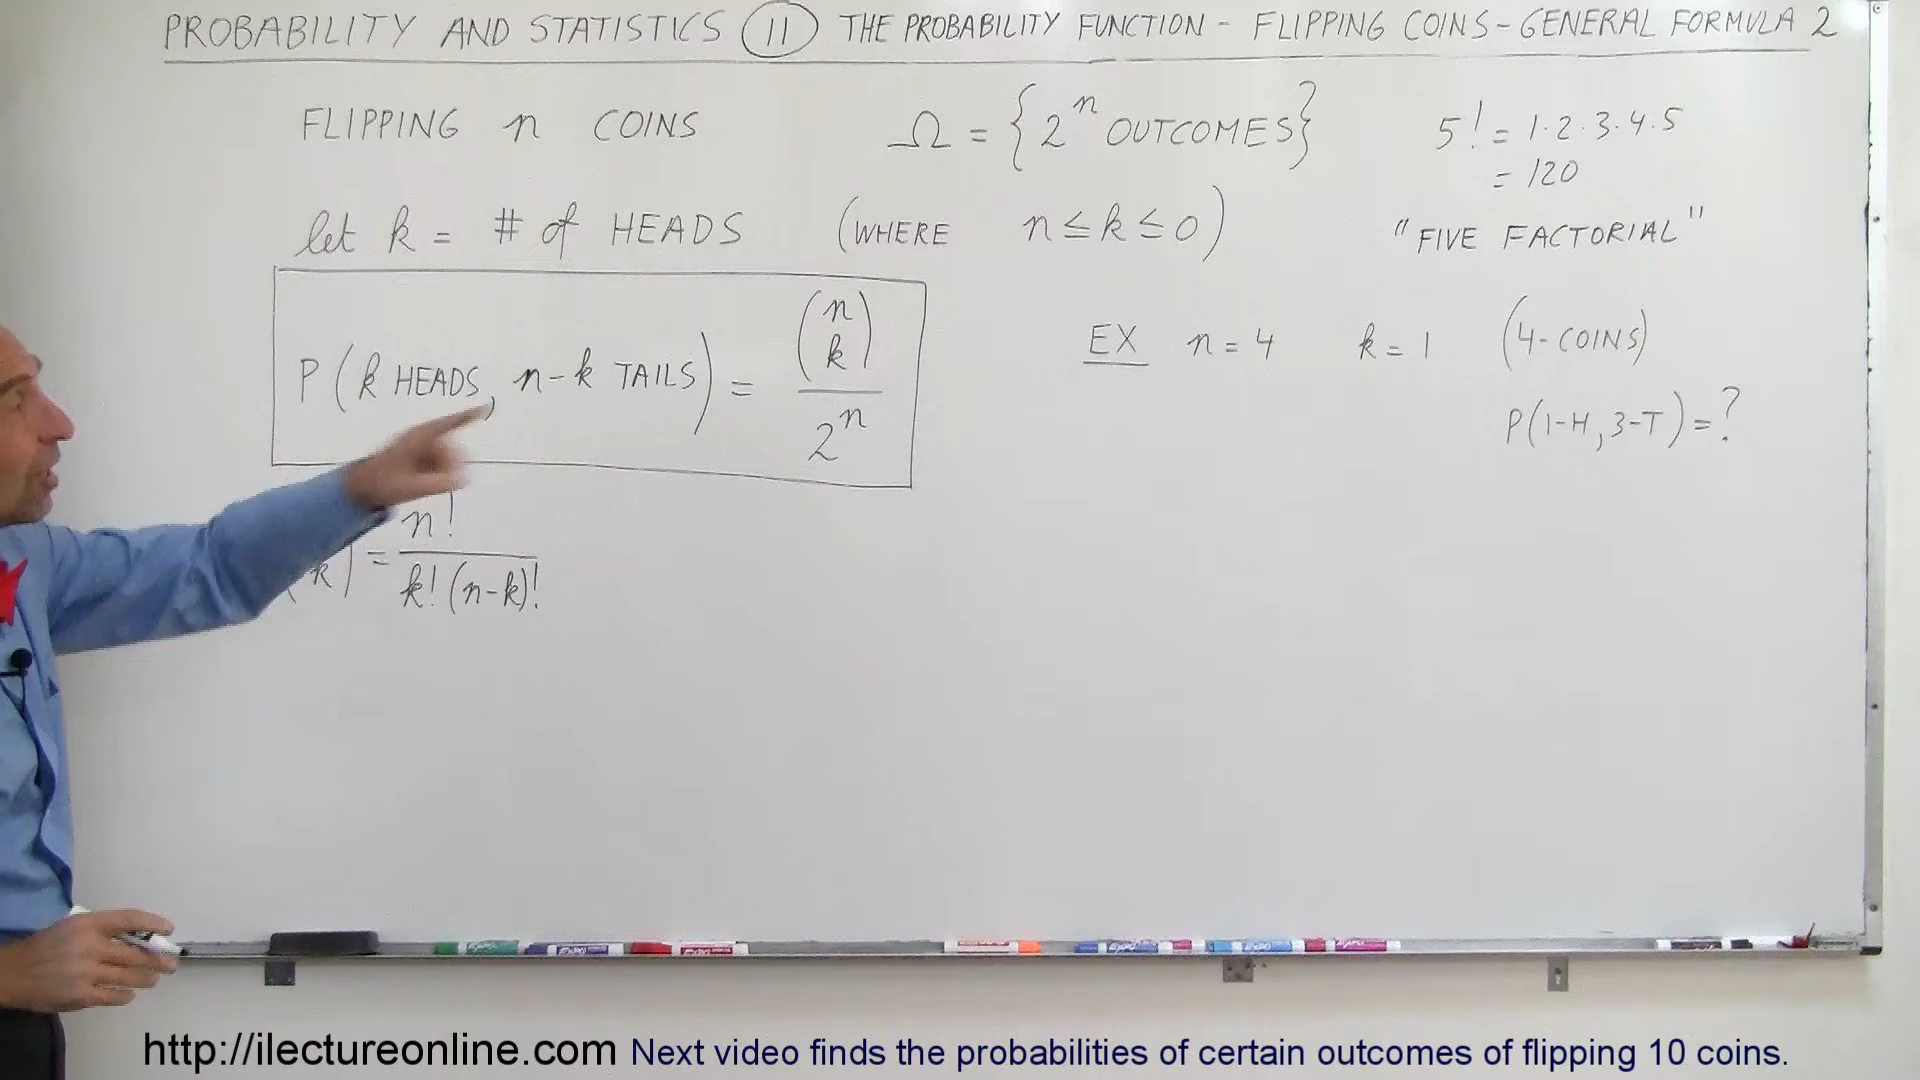 PROBABILITY AND STATISTICS 11 THE PROBABILITY FUNCTION - FLIPPING COINS - GENERAL FORMULA 2
FLIPPING n COINS
Ω = {2^n OUTCOMES}
5! = 1·2·3·4·5
= 120
let k = # of HEADS (WHERE n ≤ k ≤ 0)
"FIVE FACTORIAL"
P(k HEADS, n-k TAILS) = (n k) / 2^n
EX n = 4 k = 1 (4-COINS)
P(1-H, 3-T) = ?
k) = n! / k!(n-k)!
http://ilectureonline.com Next video finds the probabilities of certain outcomes of flipping 10 coins.